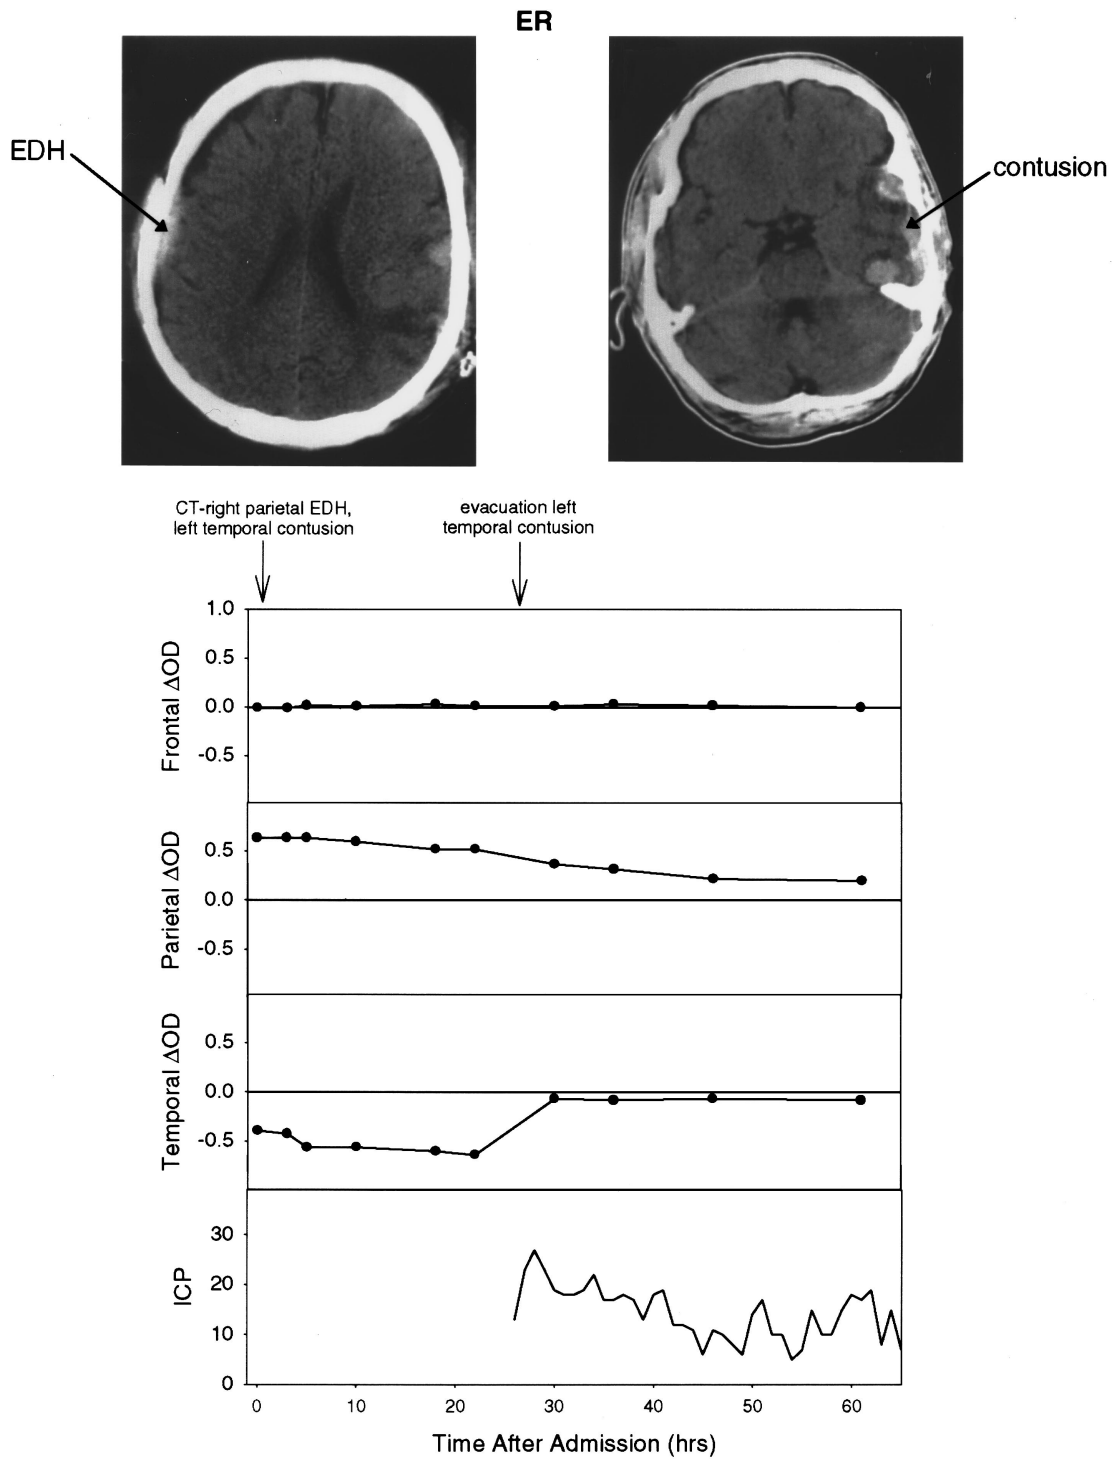 ER
EDH
contusion
CT-right parietal EDH,
left temporal contusion
evacuation left
temporal contusion
Frontal ΔOD
1.0
0.5
0.0
-0.5
Parietal ΔOD
0.5
0.0
-0.5
Temporal ΔOD
0.5
0.0
-0.5
ICP
30
20
10
0
0 10 20 30 40 50 60
Time After Admission (hrs)